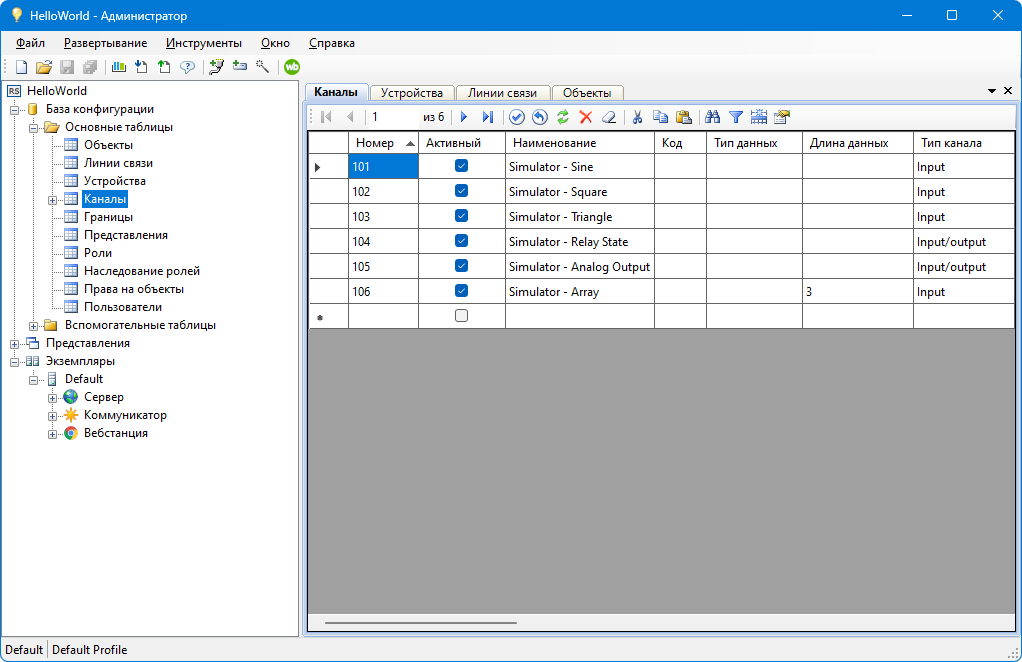 HelloWorld - Администратор
Файл Развертывание Инструменты Окно Справка
wb
RS HelloWorld
База конфигурации
Основные таблицы
Объекты
Линии связи
Устройства
Каналы
Границы
Представления
Роли
Наследование ролей
Права на объекты
Пользователи
Вспомогательные таблицы
Представления
Экземпляры
Default
Сервер
Коммуникатор
Вебстанция
Каналы Устройства Линии связи Объекты
1 из 6
Номер Активный Наименование Код Тип данных Длина данных Тип канала
101 Simulator - Sine Input
102 Simulator - Square Input
103 Simulator - Triangle Input
104 Simulator - Relay State Input/output
105 Simulator - Analog Output Input/output
106 Simulator - Array 3 Input
Default Default Profile